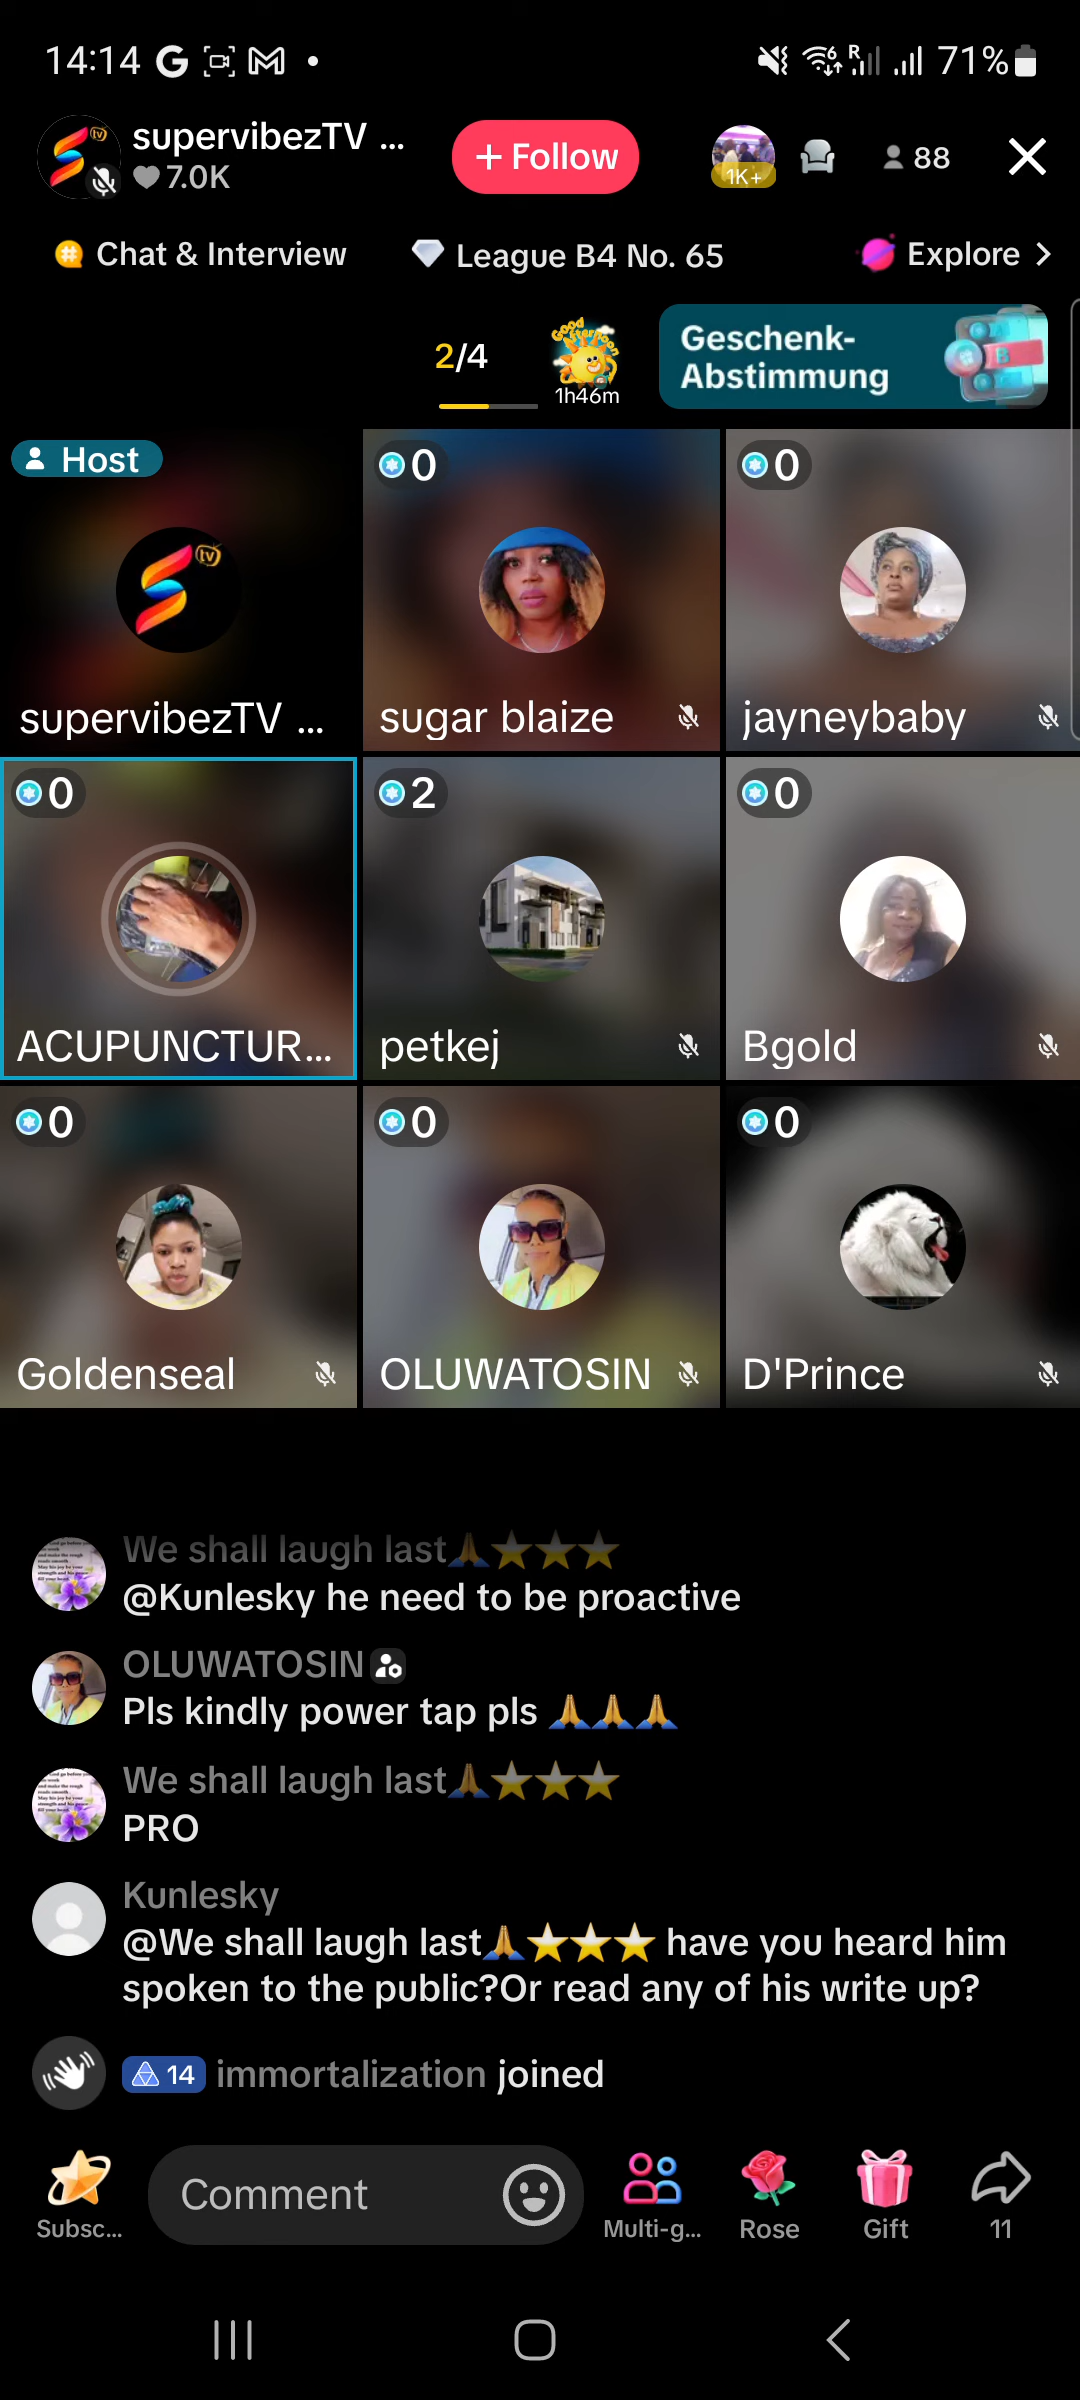 14:14
R
71%
supervibezTV ...
7.0K
+ Follow
1K+
88
Chat & Interview
League B4 No. 65
Explore
2/4
Good
Afternoon
1h46m
Geschenk-
Abstimmung
Host
0
0
tv
supervibezTV ...
sugar blaize
jayneybaby
0
2
0
ACUPUNCTUR...
petkej
Bgold
0
0
0
Goldenseal
OLUWATOSIN
D'Prince
We shall laugh last🙏⭐⭐⭐
@Kunlesky he need to be proactive
OLUWATOSIN
Pls kindly power tap pls 🙏🙏🙏
We shall laugh last🙏⭐⭐⭐
PRO
Kunlesky
@We shall laugh last🙏⭐⭐⭐ have you heard him
spoken to the public?Or read any of his write up?
14 immortalization joined
Comment
Subsc...
Multi-g...
Rose
Gift
11